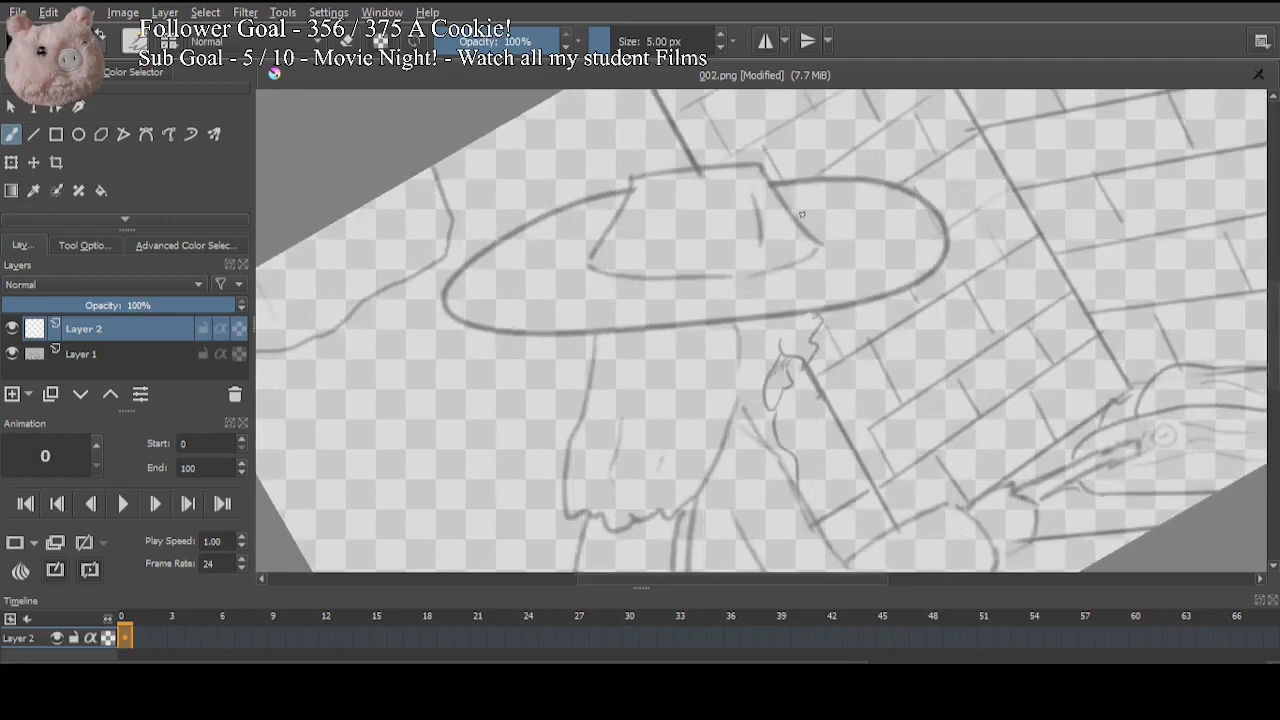 File Edit Image Layer Select Filter Tools Settings Window Help
Follower Goal - 356 / 375 A Cookie!
Normal Opacity: 100% Size: 5.00 px
Sub Goal - 5 / 10 - Movie Night! - Watch all my student Films
Color Selector
002.png [Modified] (7.7 MiB)
Lay... Tool Optio... Advanced Color Selec...
Layers
Normal
Opacity: 100%
Layer 2
Layer 1
Animation
0 Start: 0
End: 100
Play Speed: 1.00
Frame Rate: 24
Timeline
0 3 6 9 12 15 18 21 24 27 30 33 36 39 42 45 48 51 54 57 60 63 66
Layer 2